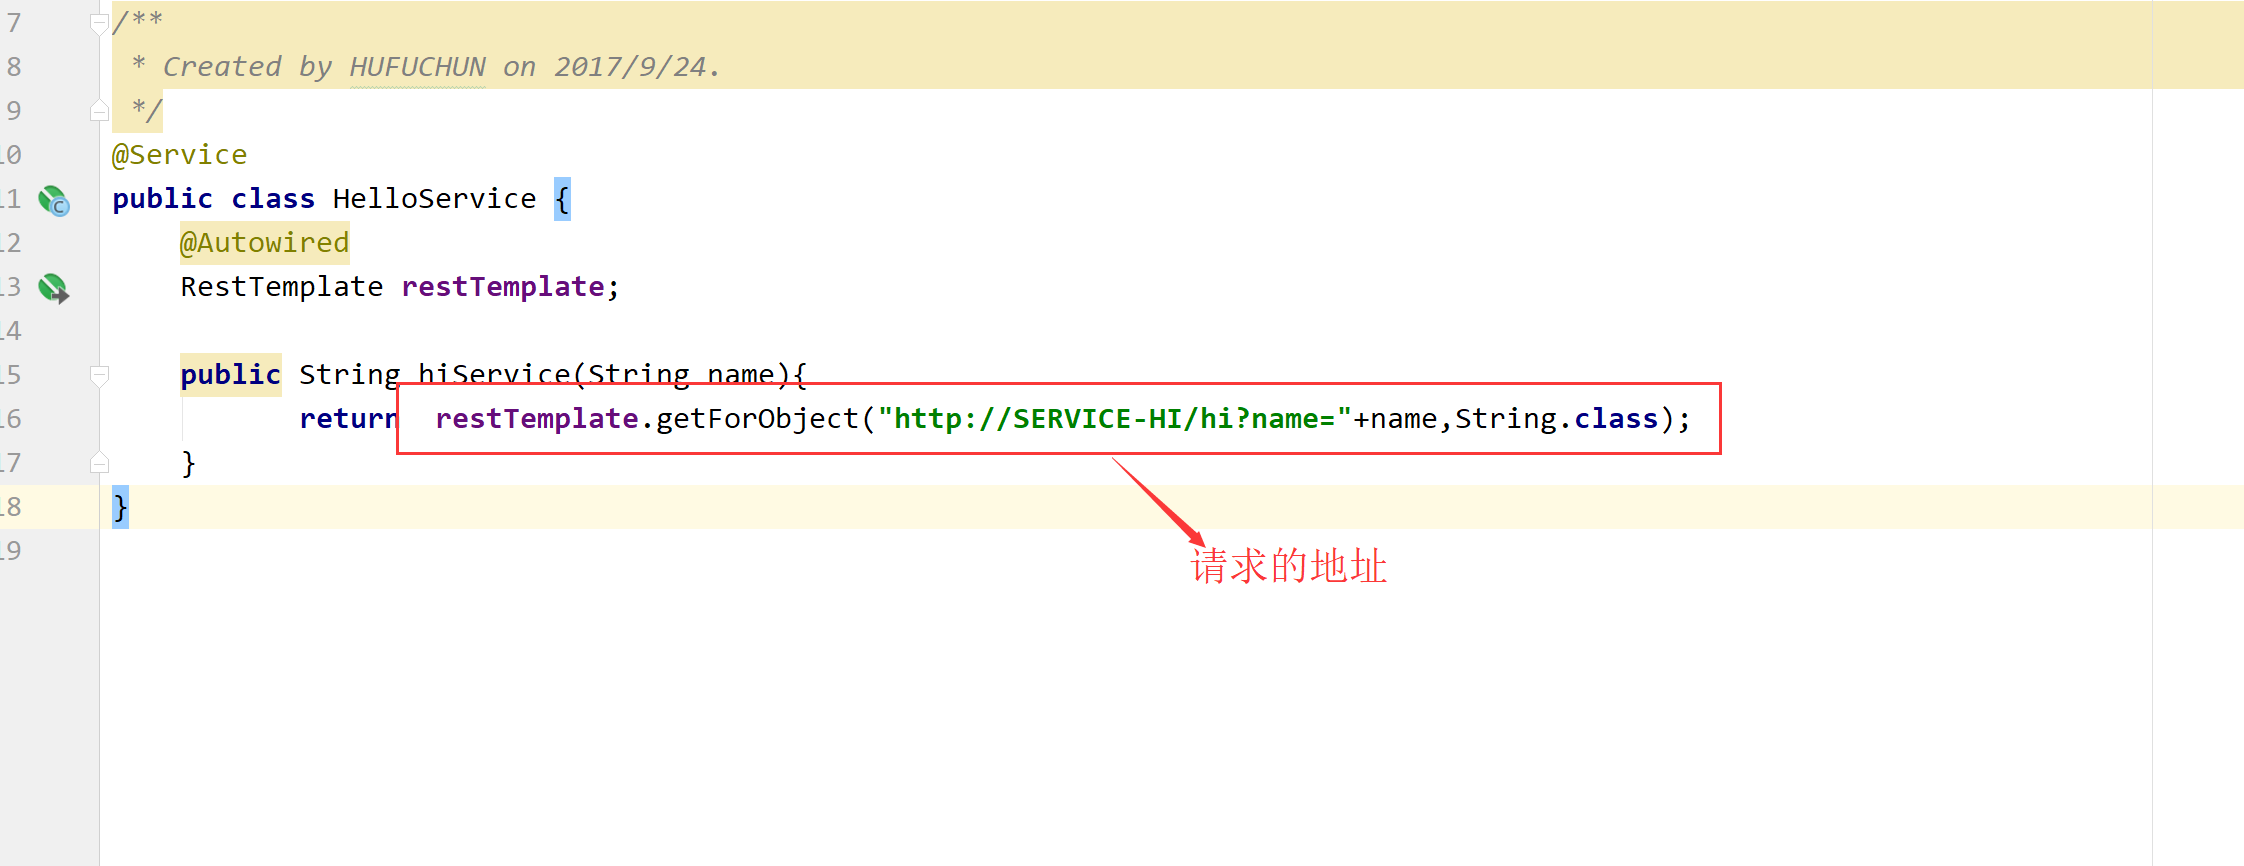 7 /**
8 * Created by HUFUCHUN on 2017/9/24.
9 */
10 @Service
11 public class HelloService {
12 @Autowired
13 RestTemplate restTemplate;
14
15 public String hiService(String name){
16 return restTemplate.getForObject("http://SERVICE-HI/hi?name="+name,String.class);
17 }
18 }
19
请求的地址